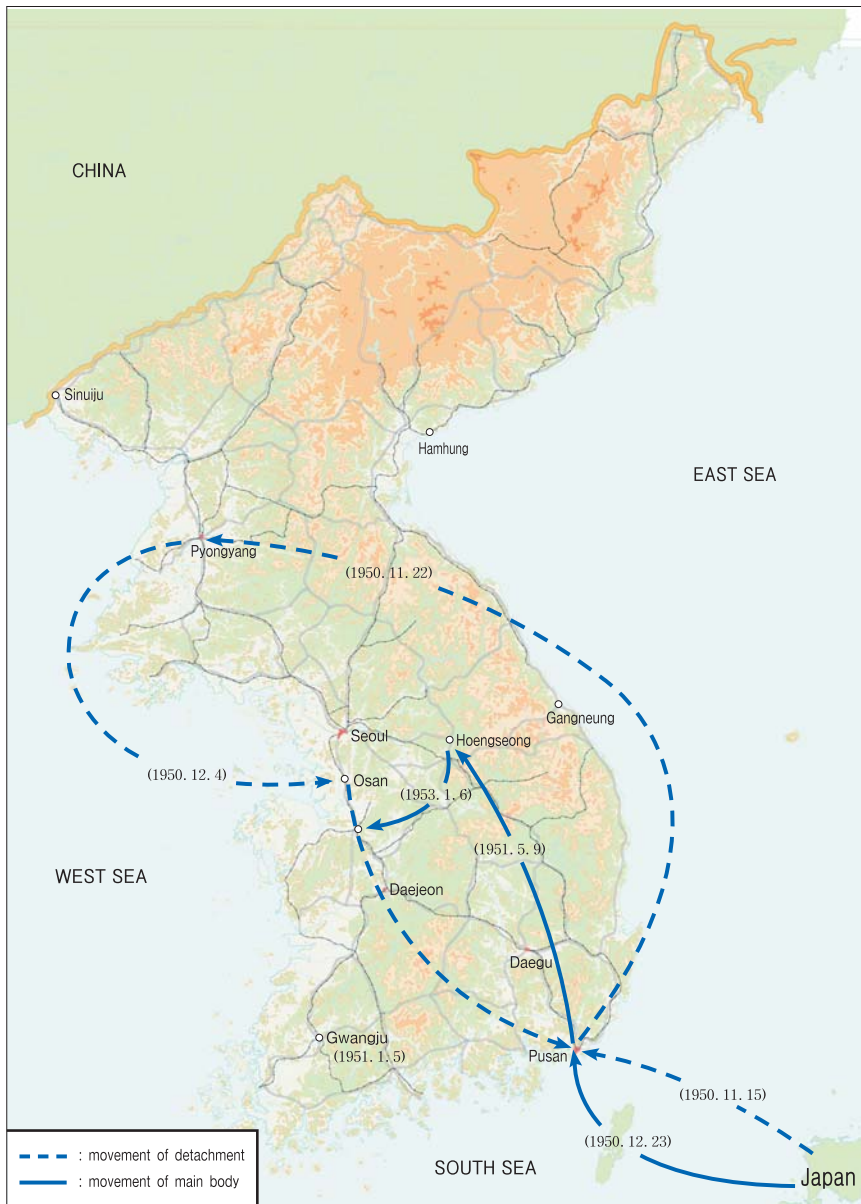 CHINA
Sinuiju
Hamhung
EAST SEA
Pyongyang
(1950. 11. 22)
Gangneung
Seoul
Hoengseong
(1950. 12. 4)
Osan
(1953. 1. 6)
(1951. 5. 9)
WEST SEA
Daejeon
Daegu
Gwangju
(1951. 1. 5)
Pusan
(1950. 11. 15)
(1950. 12. 23)
: movement of detachment
: movement of main body
SOUTH SEA
Japan